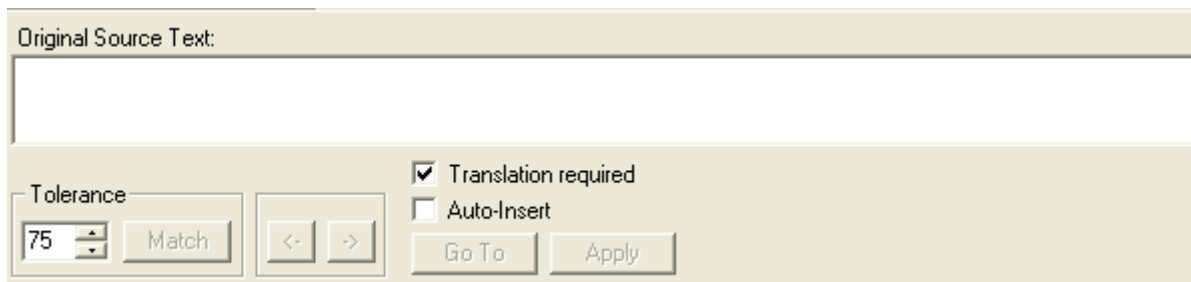 Original Source Text:
Translation required
Tolerance
Auto-Insert
75 Match <- ->
Go To Apply